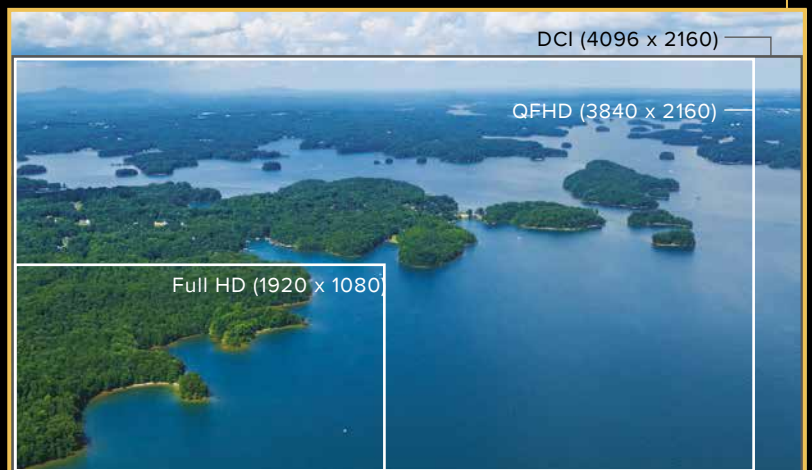 DCI (4096 x 2160)
QFHD (3840 x 2160)
Full HD (1920 x 1080)